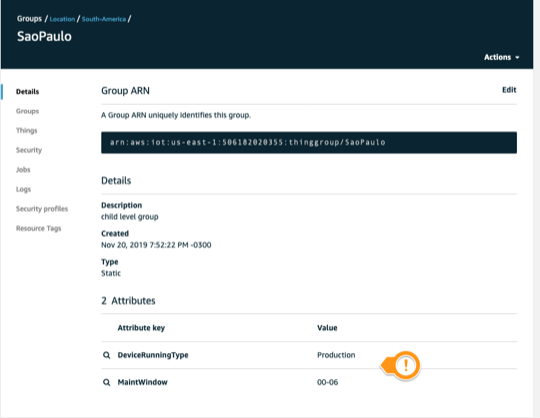 Groups / Location / South-America /
SaoPaulo
Actions
Details
Groups
Things
Security
Jobs
Logs
Security profiles
Resource Tags
Group ARN
Edit
A Group ARN uniquely identifies this group.
arn:aws:iot:us-east-1:506182020355:thinggroup/SaoPaulo
Details
Description
child level group
Created
Nov 20, 2019 7:52:22 PM -0300
Type
Static
2 Attributes
Attribute key Value
DeviceRunningType Production
!
MaintWindow 00-06